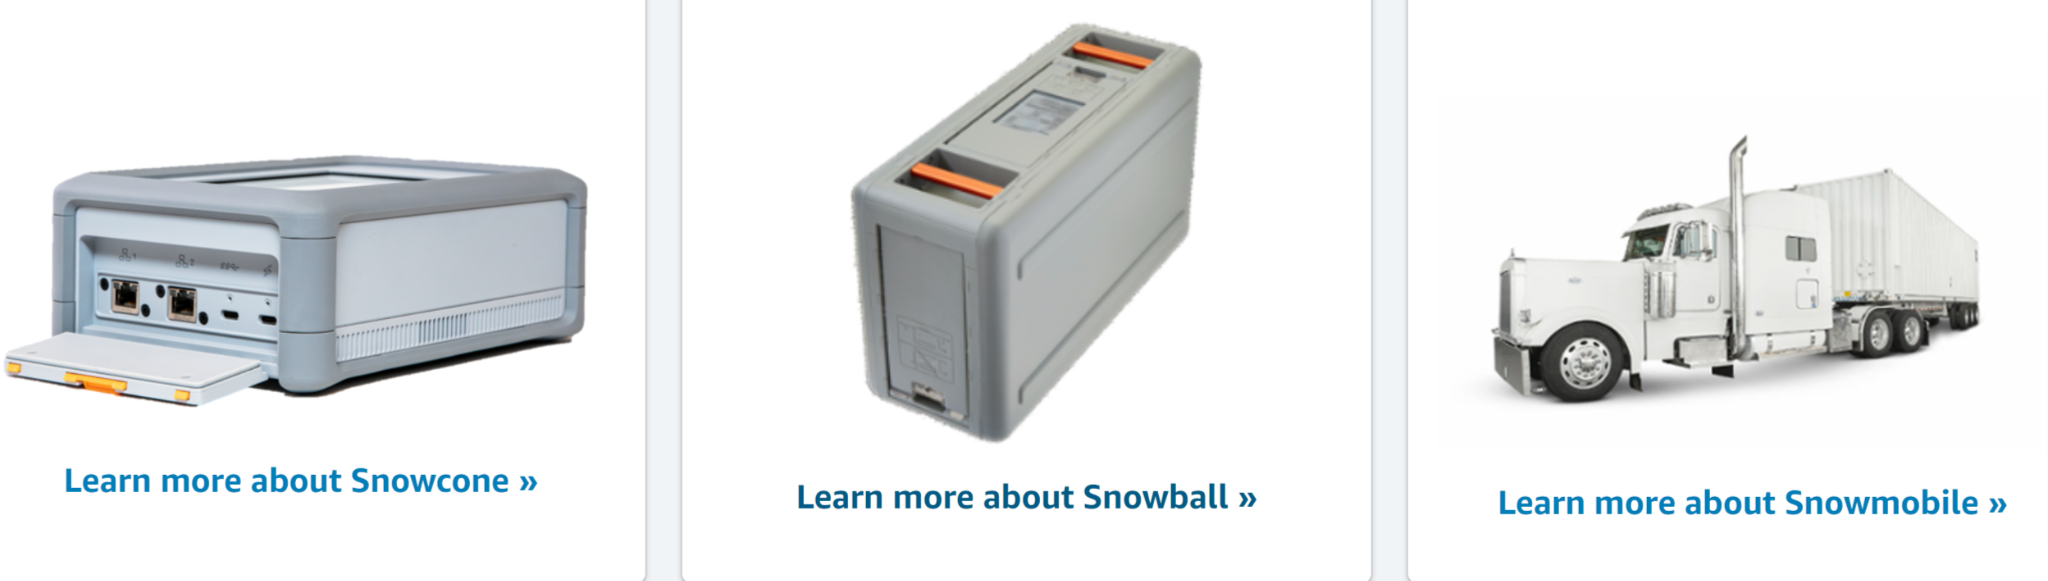 Learn more about Snowcone »
Learn more about Snowball »
Learn more about Snowmobile »